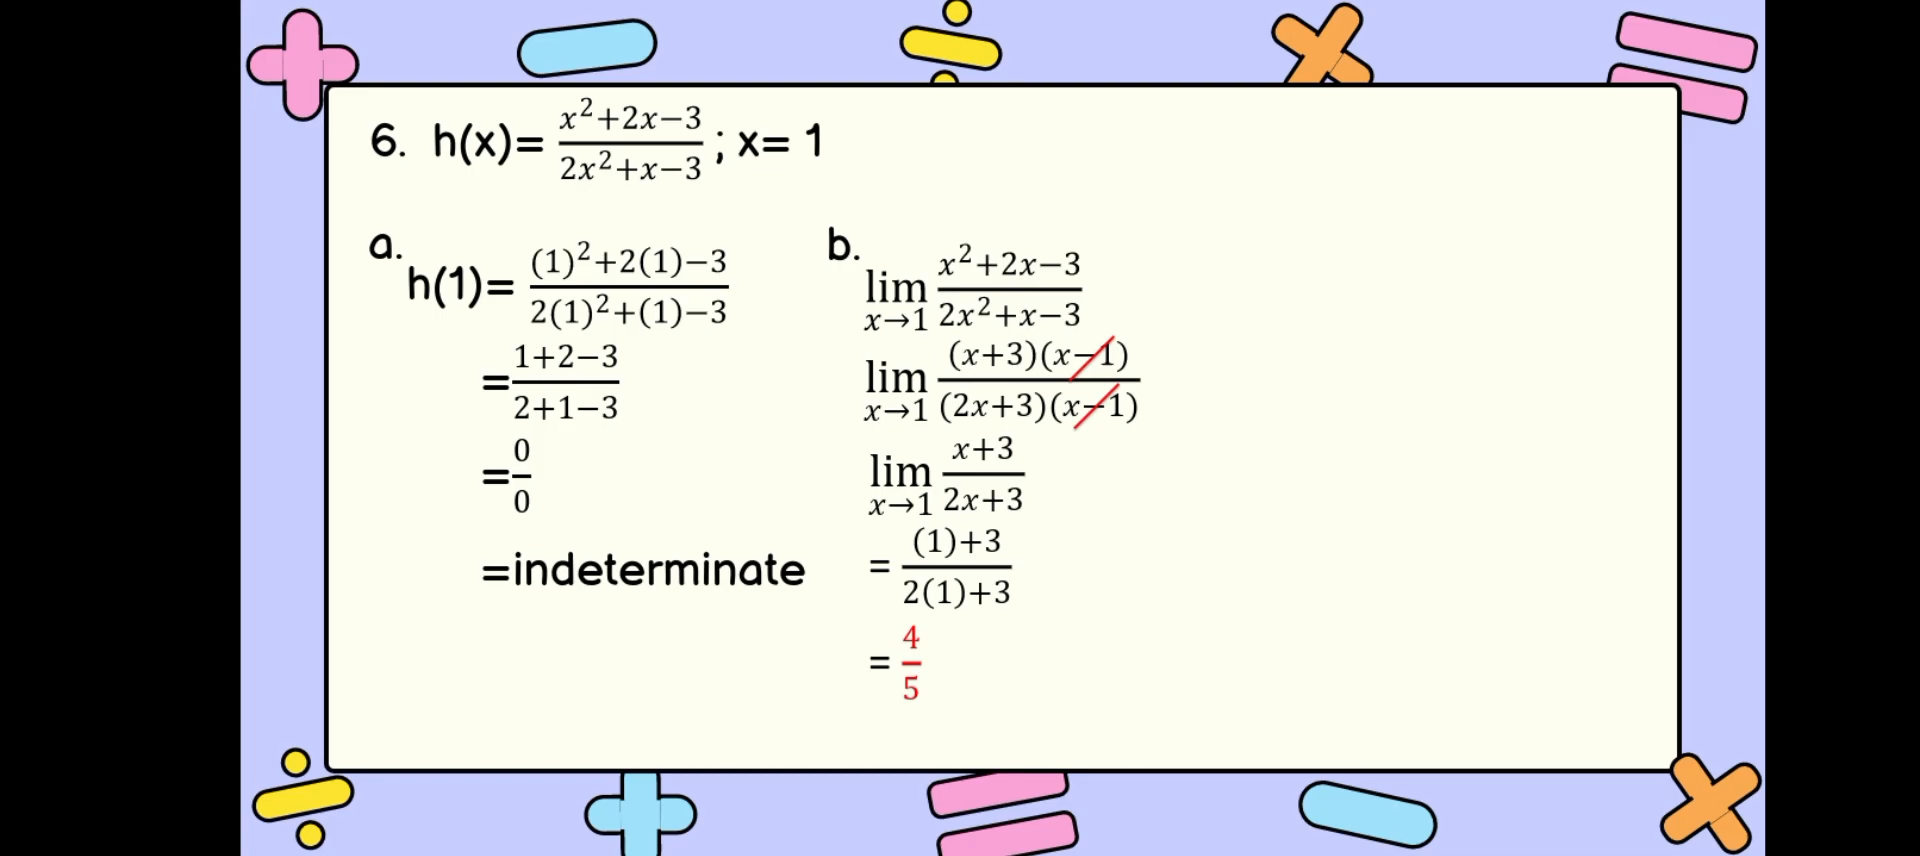 6. h(x)= x²+2x−3 / 2x²+x−3 ; x= 1
a.
h(1)= (1)²+2(1)−3 / 2(1)²+(1)−3
= 1+2−3 / 2+1−3
= 0 / 0
=indeterminate
b.
lim x→1 x²+2x−3 / 2x²+x−3
lim x→1 (x+3)(x−1) / (2x+3)(x−1)
lim x→1 x+3 / 2x+3
= (1)+3 / 2(1)+3
= 4 / 5